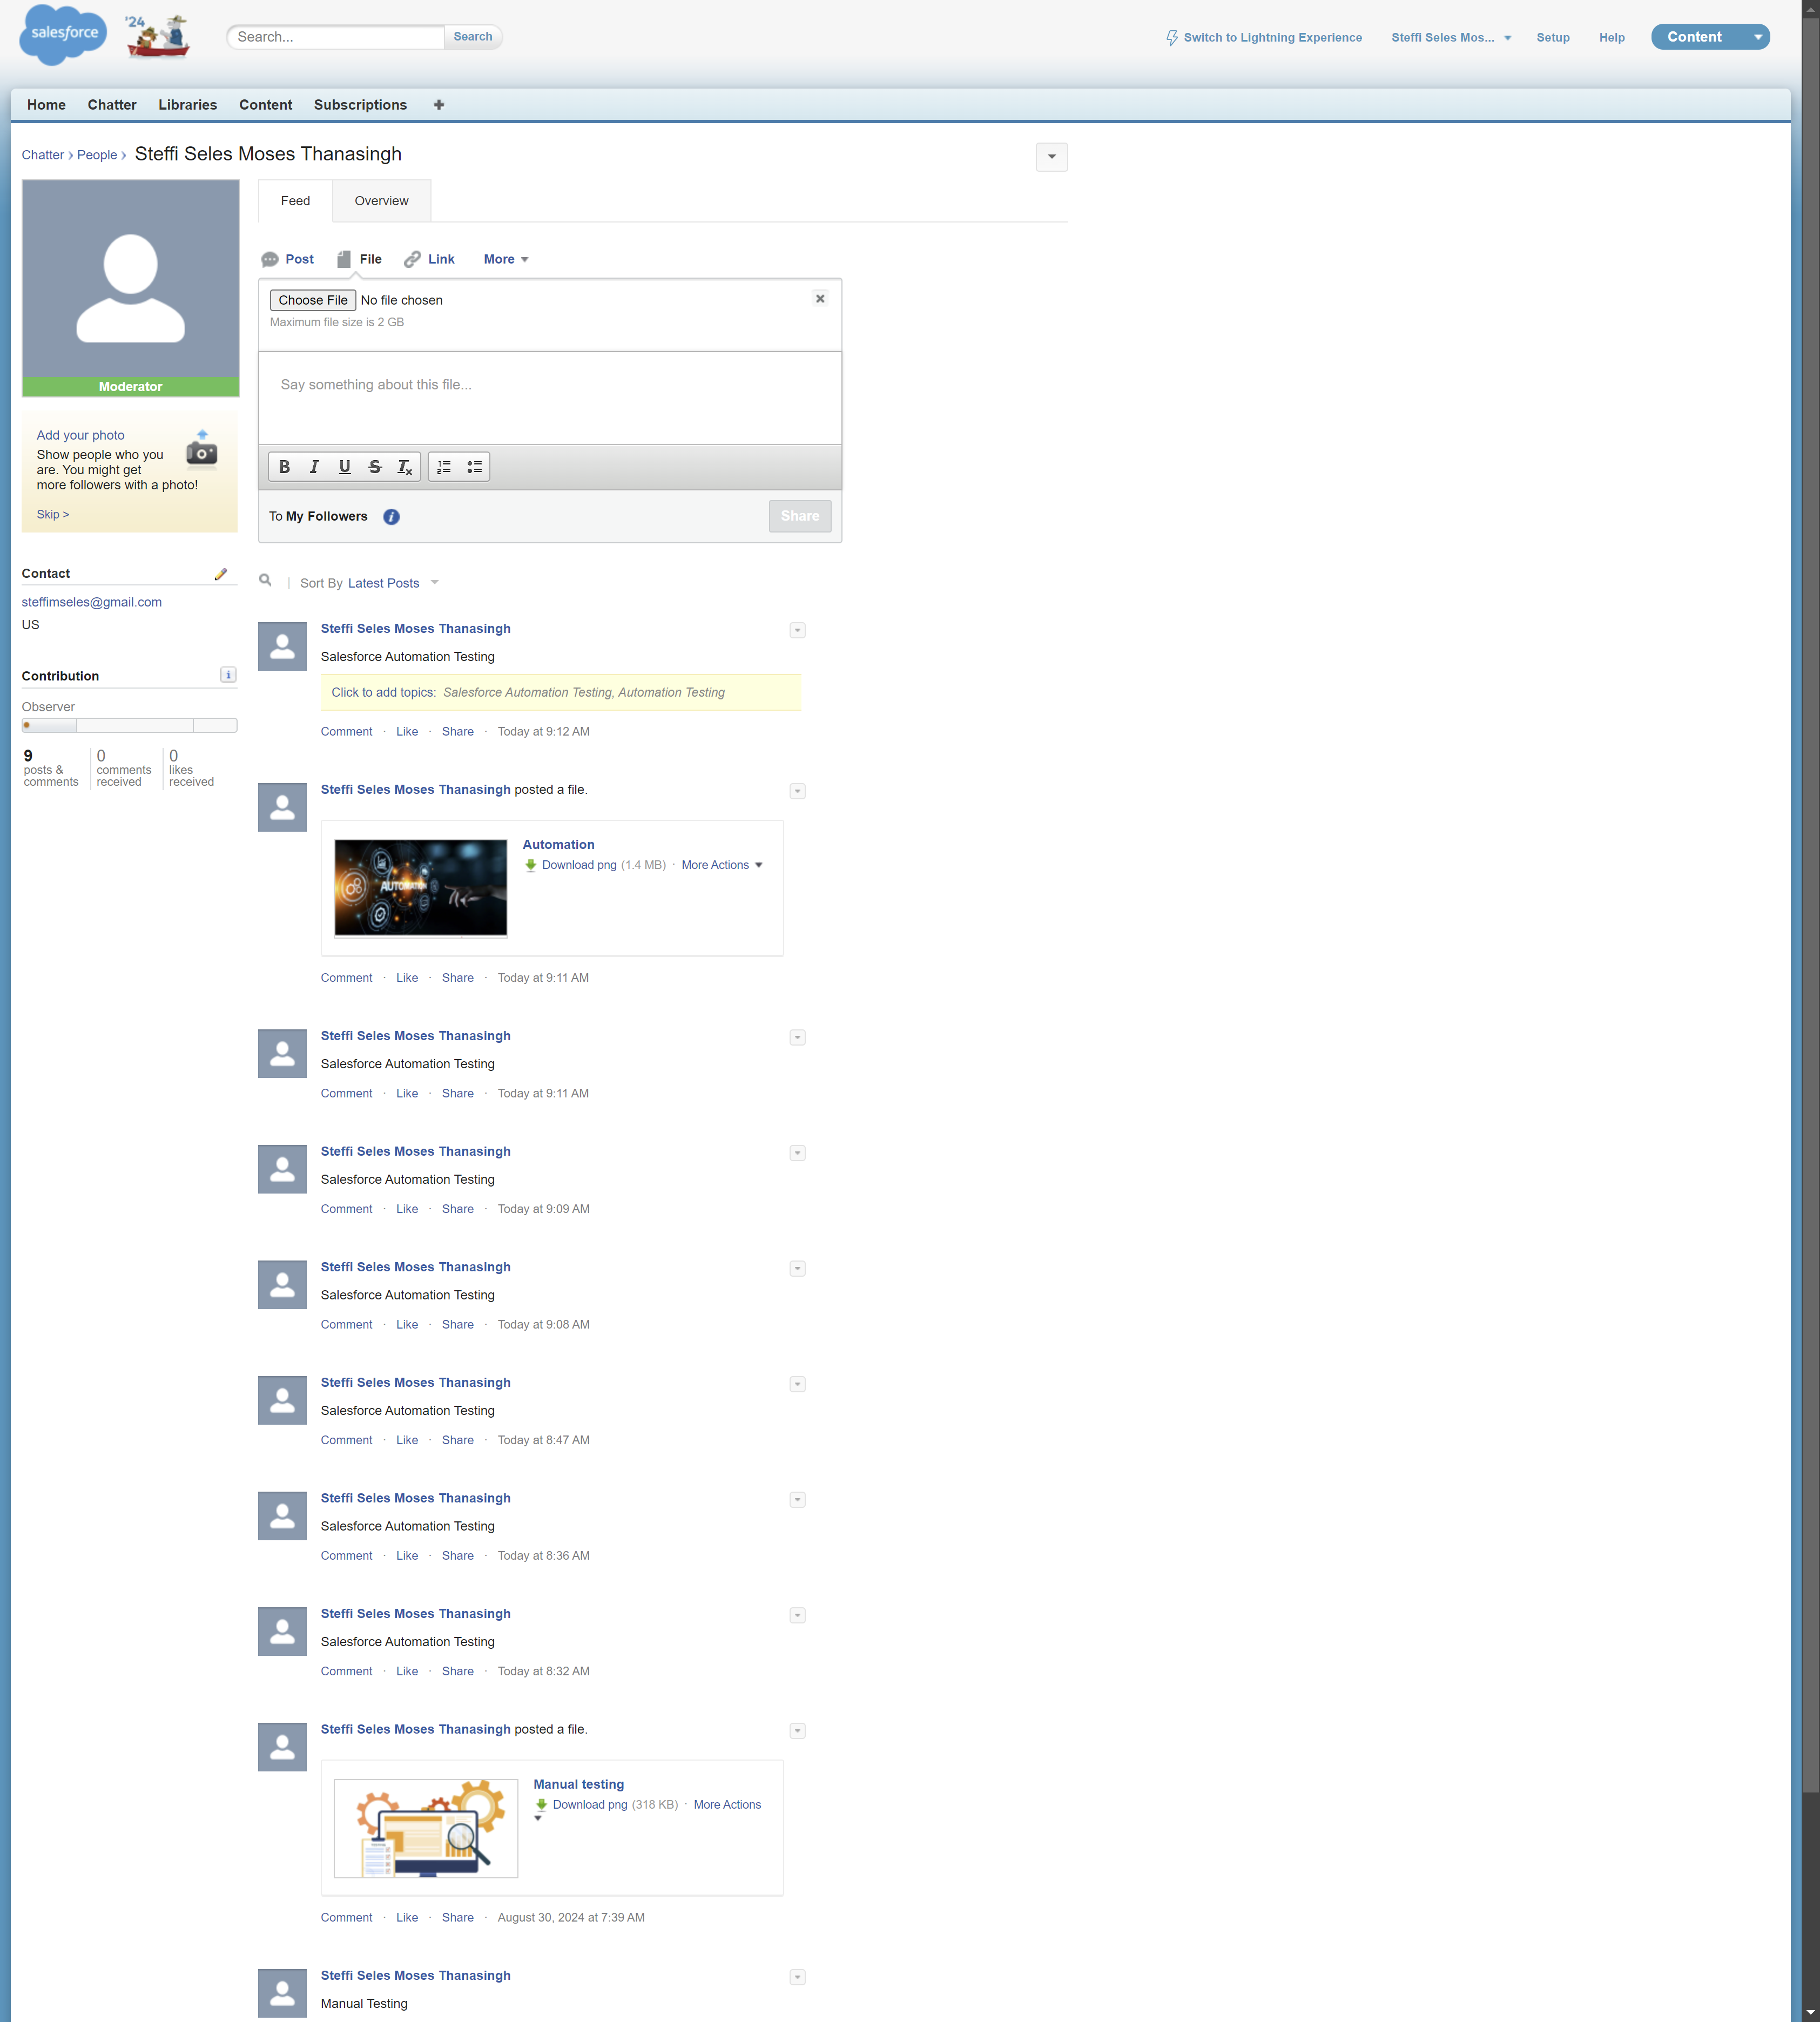 salesforce
'24
Search...
Search
Switch to Lightning Experience
Steffi Seles Mos...
Setup
Help
Content
Home
Chatter
Libraries
Content
Subscriptions
Chatter › People › Steffi Seles Moses Thanasingh
Moderator
Add your photo
Show people who you
are. You might get
more followers with a photo!
Skip >
Contact
steffimseles@gmail.com
US
Contribution
Observer
9
posts &
comments
0
comments
received
0
likes
received
Feed
Overview
Post
File
Link
More
Choose File No file chosen
Maximum file size is 2 GB
Say something about this file...
B I U S Tx
To My Followers
Share
Sort By Latest Posts
Steffi Seles Moses Thanasingh
Salesforce Automation Testing
Click to add topics: Salesforce Automation Testing, Automation Testing
Comment · Like · Share · Today at 9:12 AM
Steffi Seles Moses Thanasingh posted a file.
AUTOMATION
Automation
Download png (1.4 MB) · More Actions
Comment · Like · Share · Today at 9:11 AM
Steffi Seles Moses Thanasingh
Salesforce Automation Testing
Comment · Like · Share · Today at 9:11 AM
Steffi Seles Moses Thanasingh
Salesforce Automation Testing
Comment · Like · Share · Today at 9:09 AM
Steffi Seles Moses Thanasingh
Salesforce Automation Testing
Comment · Like · Share · Today at 9:08 AM
Steffi Seles Moses Thanasingh
Salesforce Automation Testing
Comment · Like · Share · Today at 8:47 AM
Steffi Seles Moses Thanasingh
Salesforce Automation Testing
Comment · Like · Share · Today at 8:36 AM
Steffi Seles Moses Thanasingh
Salesforce Automation Testing
Comment · Like · Share · Today at 8:32 AM
Steffi Seles Moses Thanasingh posted a file.
Manual testing
Download png (318 KB) · More Actions
Comment · Like · Share · August 30, 2024 at 7:39 AM
Steffi Seles Moses Thanasingh
Manual Testing